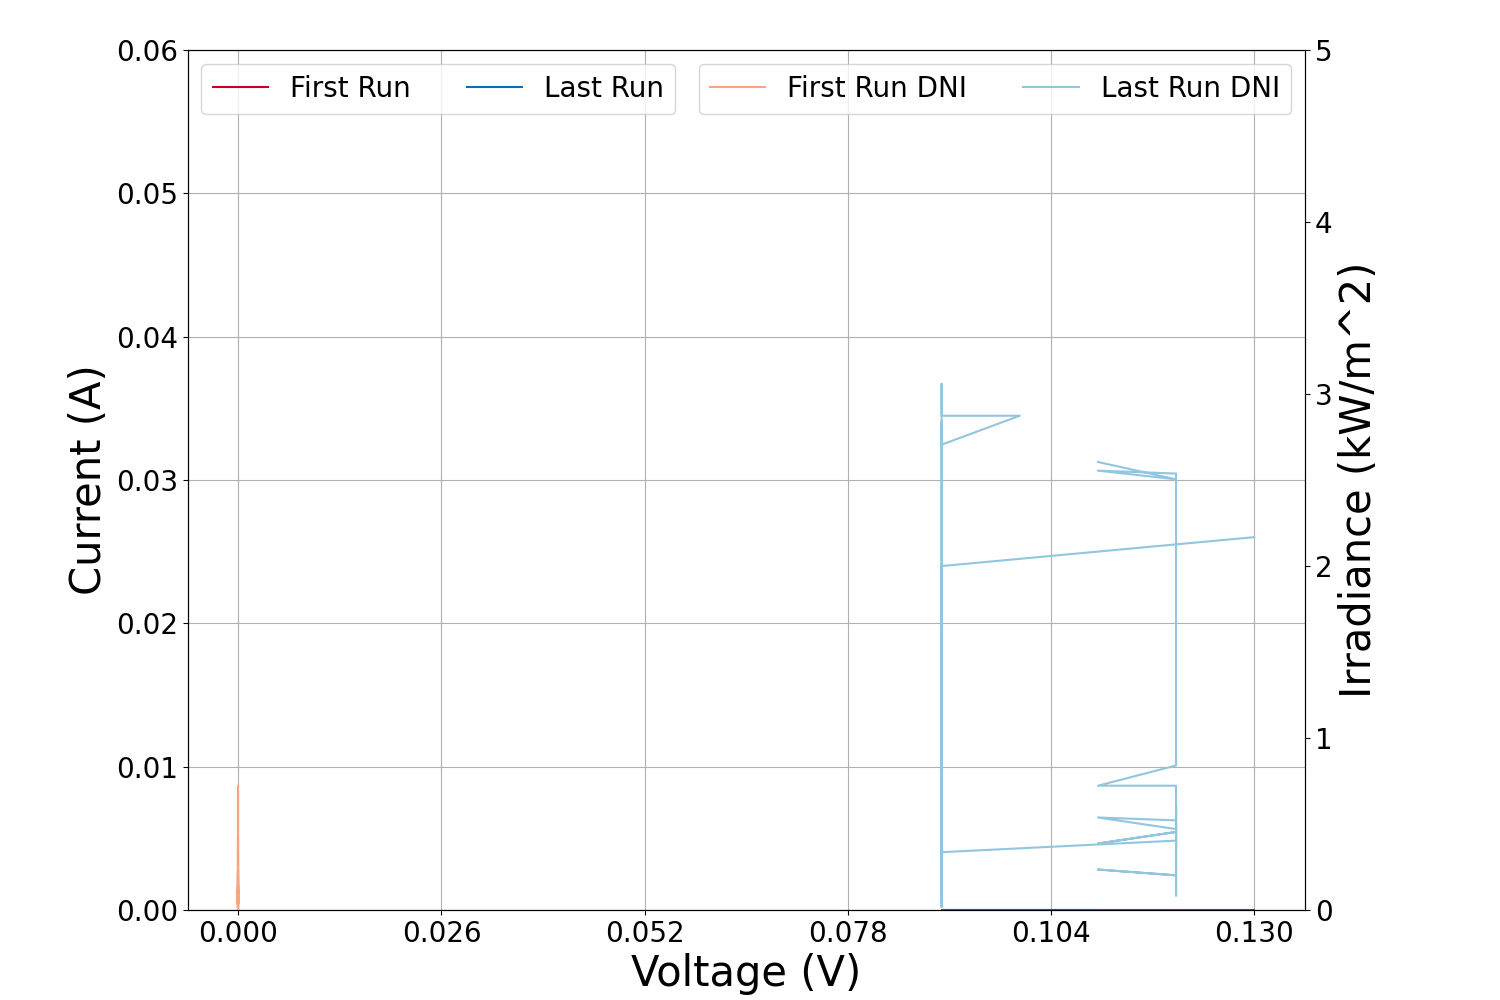 First Run
Last Run
First Run DNI
Last Run DNI
0.06
0.05
0.04
0.03
0.02
0.01
0.00
Current (A)
5
4
3
2
1
0
Irradiance (kW/m^2)
0.000 0.026 0.052 0.078 0.104 0.130
Voltage (V)